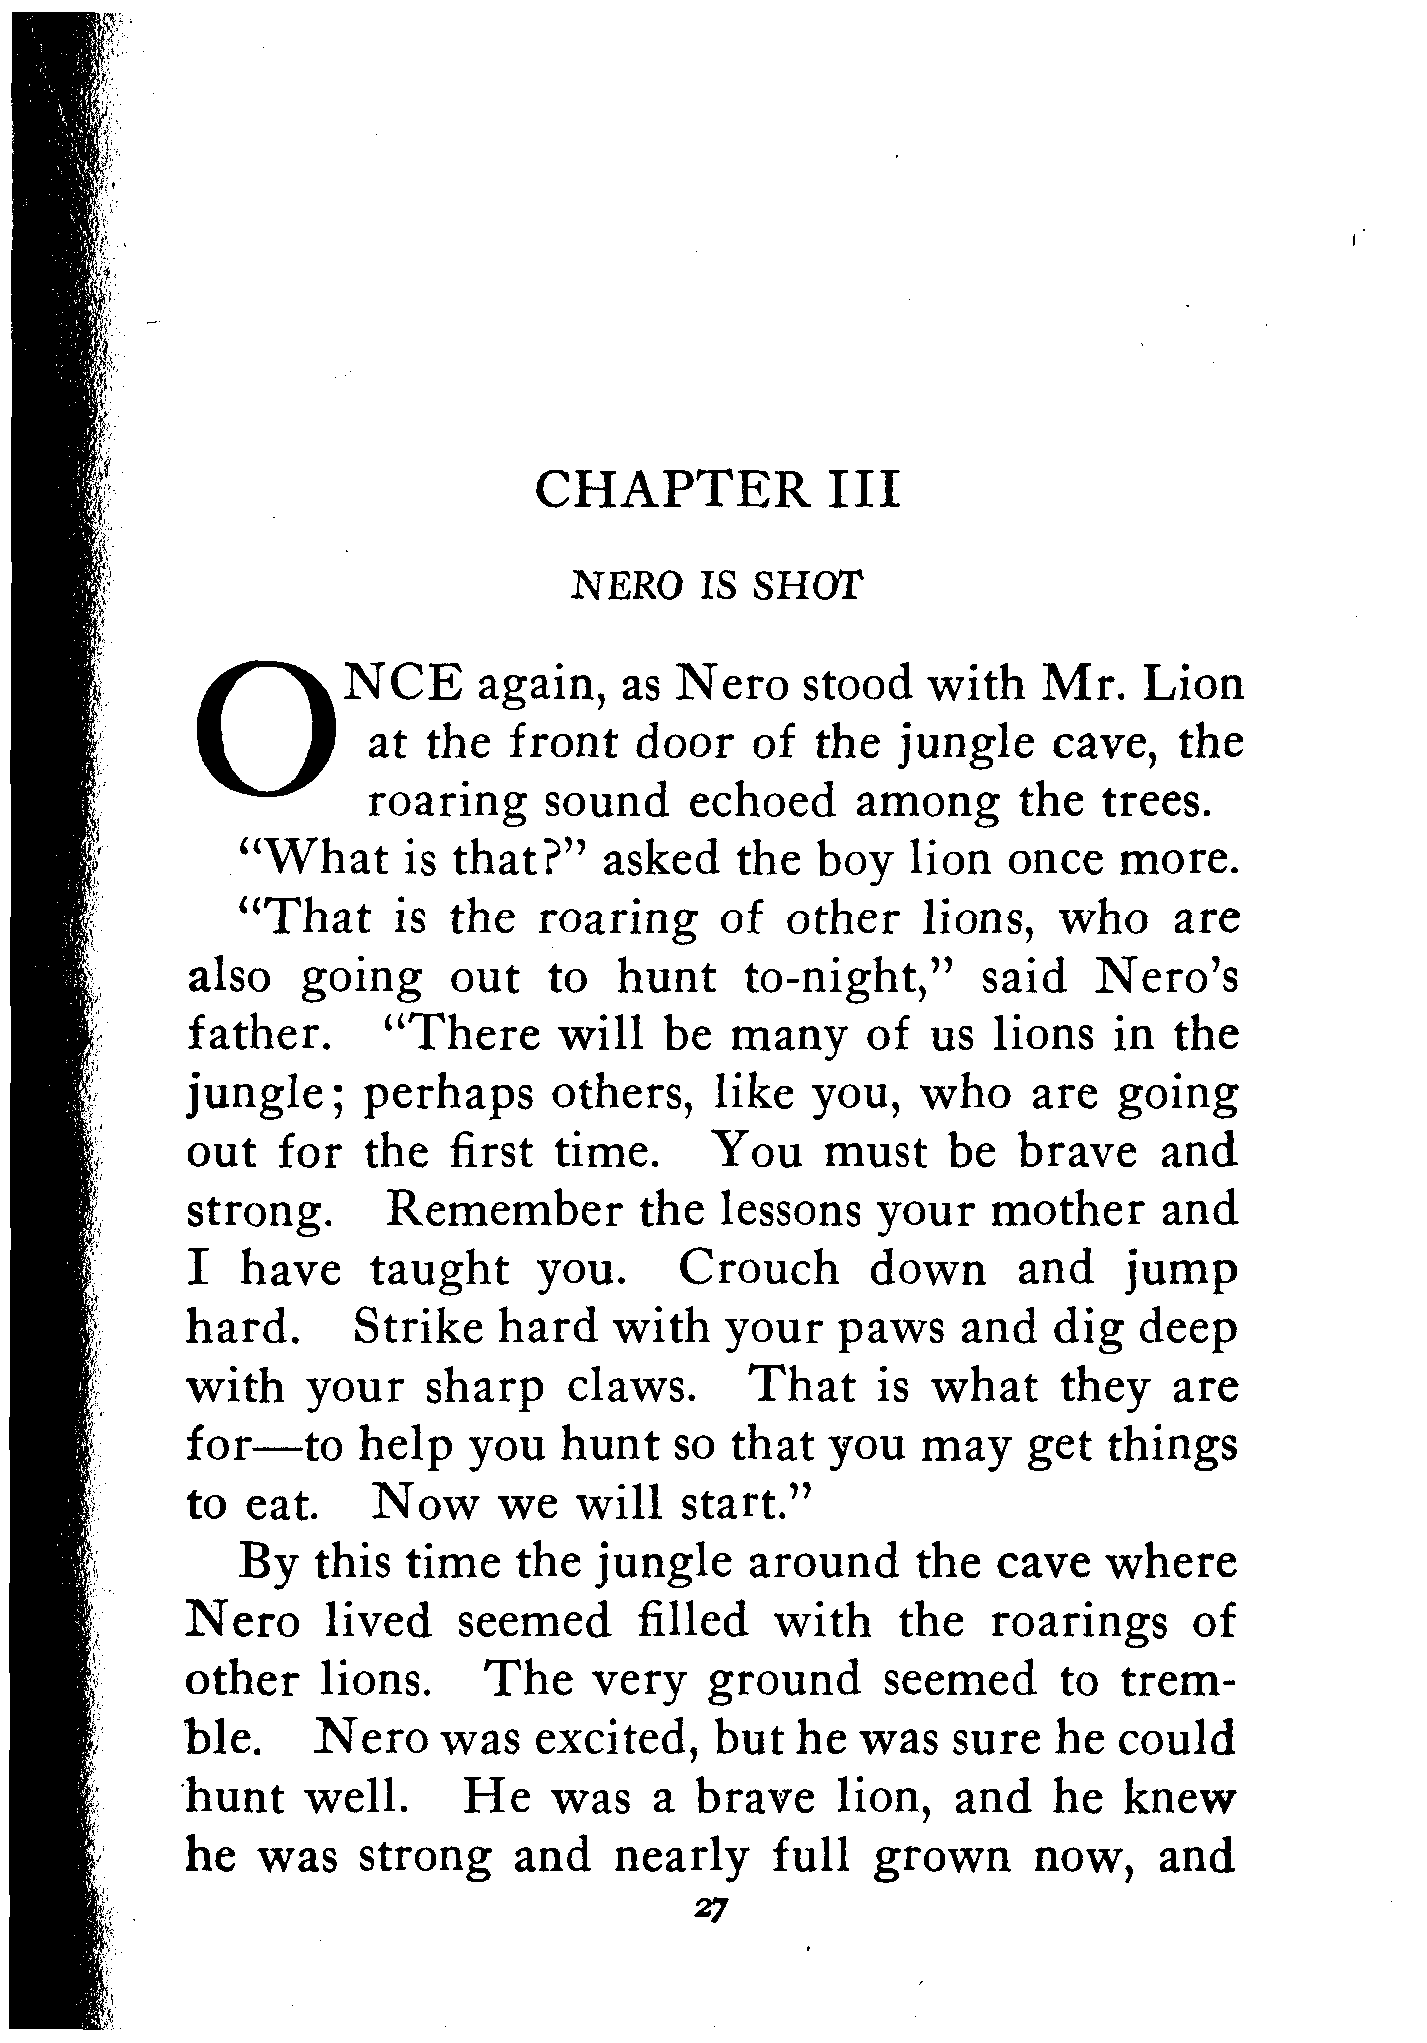 CHAPTER III
NERO IS SHOT
ONCE again, as Nero stood with Mr. Lion
at the front door of the jungle cave, the
roaring sound echoed among the trees.
“What is that?” asked the boy lion once more.
“That is the roaring of other lions, who are
also going out to hunt to-night,” said Nero’s
father. “There will be many of us lions in the
jungle; perhaps others, like you, who are going
out for the first time. You must be brave and
strong. Remember the lessons your mother and
I have taught you. Crouch down and jump
hard. Strike hard with your paws and dig deep
with your sharp claws. That is what they are
for—to help you hunt so that you may get things
to eat. Now we will start.”
By this time the jungle around the cave where
Nero lived seemed filled with the roarings of
other lions. The very ground seemed to trem-
ble. Nero was excited, but he was sure he could
hunt well. He was a brave lion, and he knew
he was strong and nearly full grown now, and
27